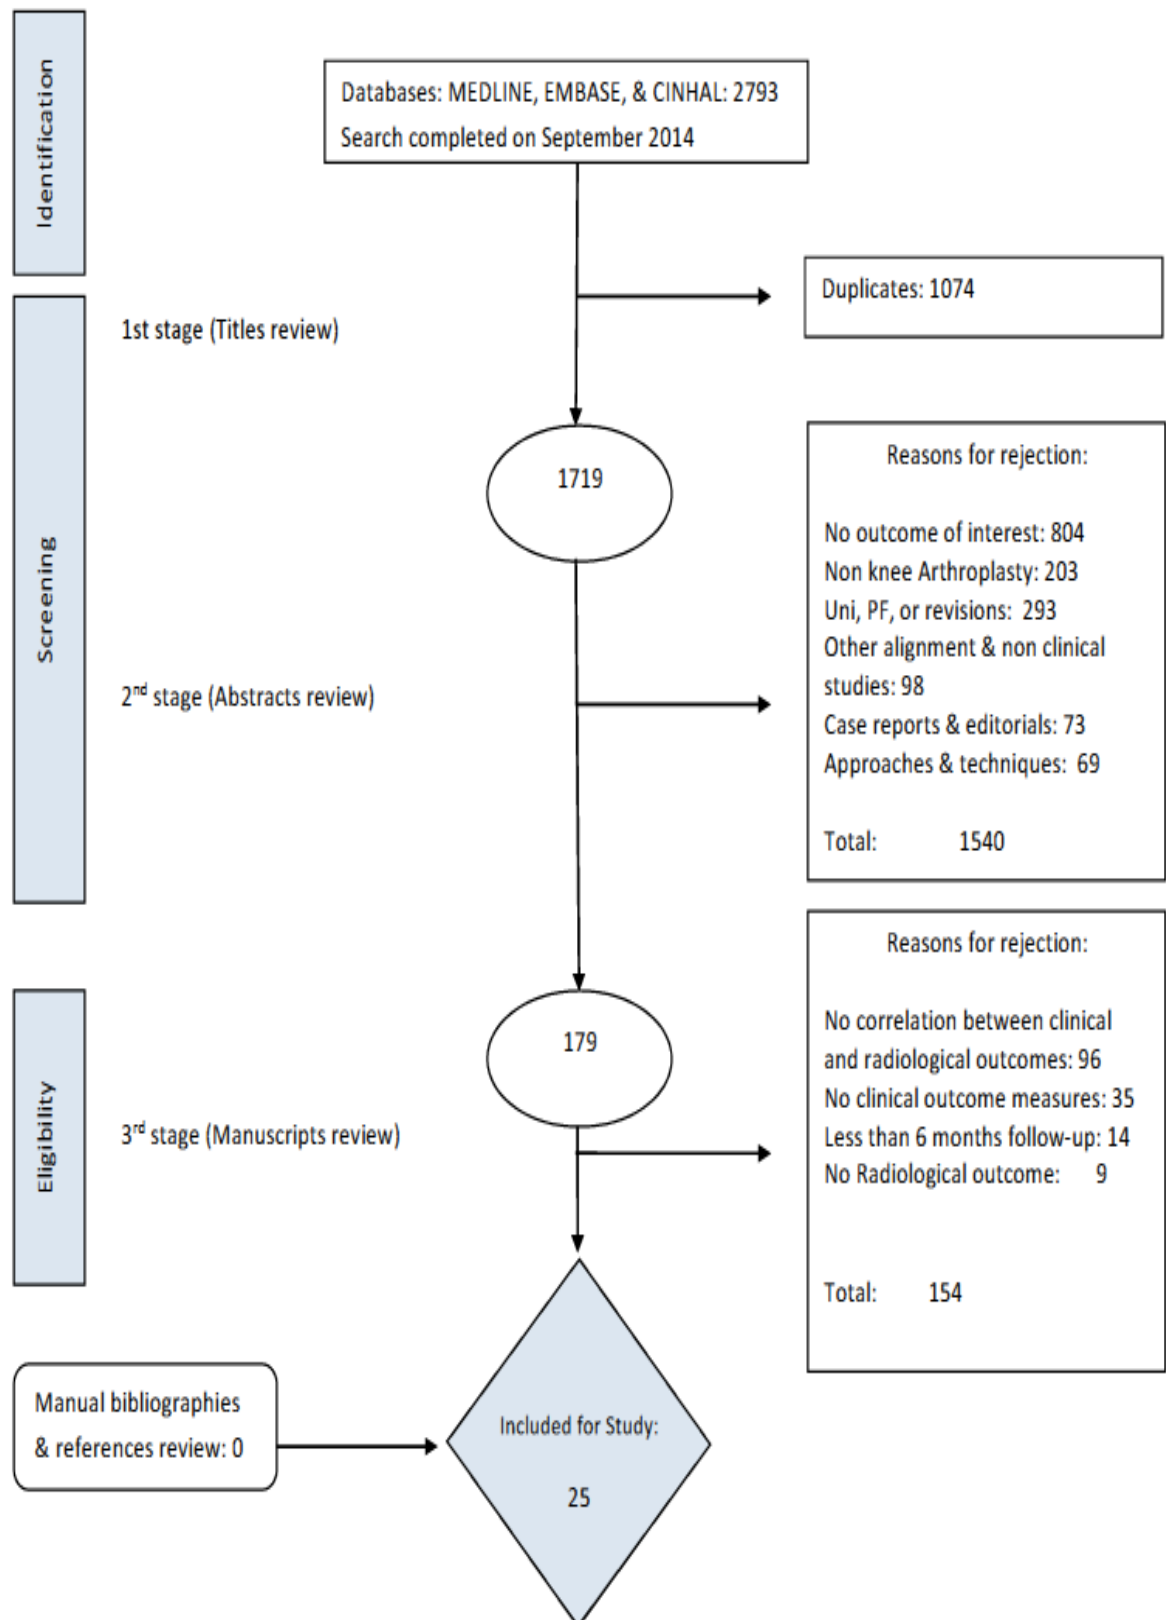 Identification
Databases: MEDLINE, EMBASE, & CINHAL: 2793
Search completed on September 2014
Duplicates: 1074
Screening
1st stage (Titles review)
1719
Reasons for rejection:
No outcome of interest: 804
Non knee Arthroplasty: 203
Uni, PF, or revisions: 293
Other alignment & non clinical
studies: 98
Case reports & editorials: 73
Approaches & techniques: 69
Total: 1540
2nd stage (Abstracts review)
179
Reasons for rejection:
No correlation between clinical
and radiological outcomes: 96
No clinical outcome measures: 35
Less than 6 months follow-up: 14
No Radiological outcome: 9
Total: 154
Eligibility
3rd stage (Manuscripts review)
Manual bibliographies
& references review: 0
Included for Study:
25